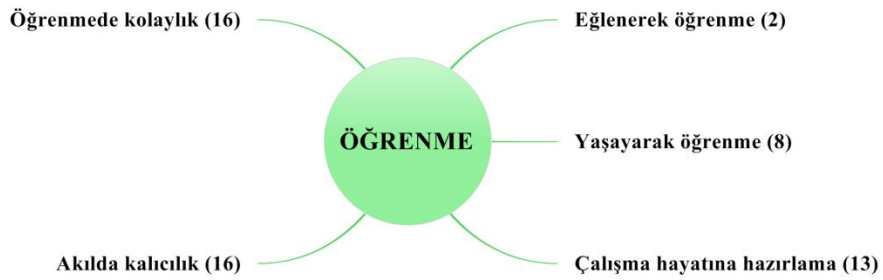 Öğrenmede kolaylık (16)
Eğlenerek öğrenme (2)
ÖĞRENME
Yaşayarak öğrenme (8)
Akılda kalıcılık (16)
Çalışma hayatına hazırlama (13)